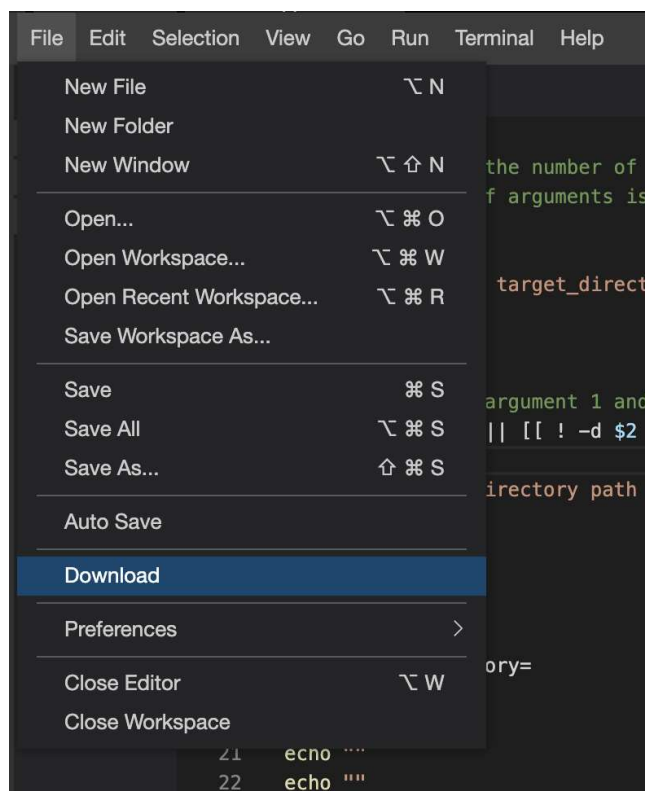 File Edit Selection View Go Run Terminal Help
New File ⌥ N
New Folder
New Window ⌥ ⇧ N
the number of
f arguments is
Open... ⌥ ⌘ O
Open Workspace... ⌥ ⌘ W
Open Recent Workspace... ⌥ ⌘ R
target_direct
Save Workspace As...
Save ⌘ S
argument 1 and
Save All ⌥ ⌘ S
|| [[ ! -d $2
Save As... ⇧ ⌘ S
irectory path
Auto Save
Download
Preferences >
ory=
Close Editor ⌥ W
Close Workspace
21 echo ""
22 echo ""